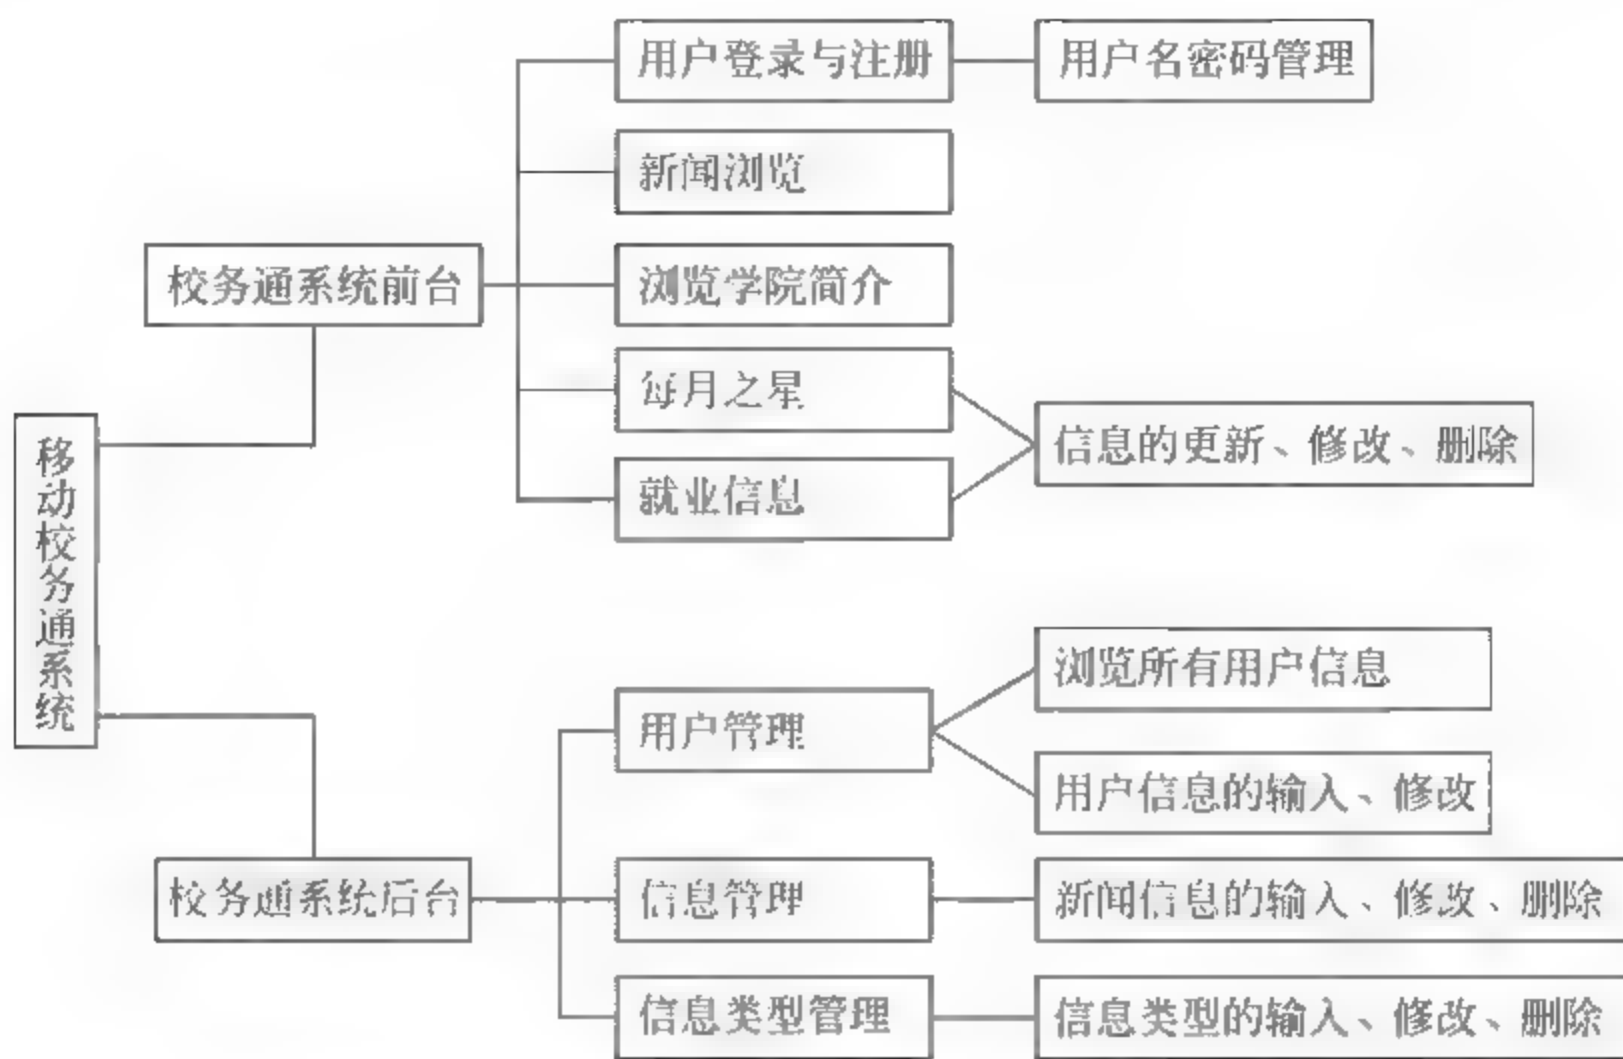 移动校务通系统
校务通系统前台
用户登录与注册
用户名密码管理
新闻浏览
浏览学院简介
每月之星
就业信息
信息的更新、修改、删除
校务通系统后台
用户管理
浏览所有用户信息
用户信息的输入、修改
信息管理
新闻信息的输入、修改、删除
信息类型管理
信息类型的输入、修改、删除